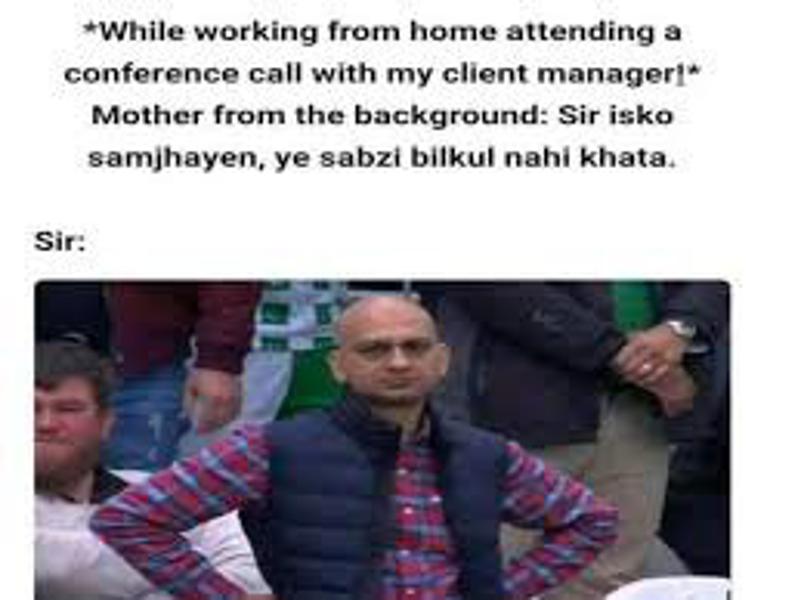 *While working from home attending a
conference call with my client manager!*
Mother from the background: Sir isko
samjhayen, ye sabzi bilkul nahi khata.
Sir: